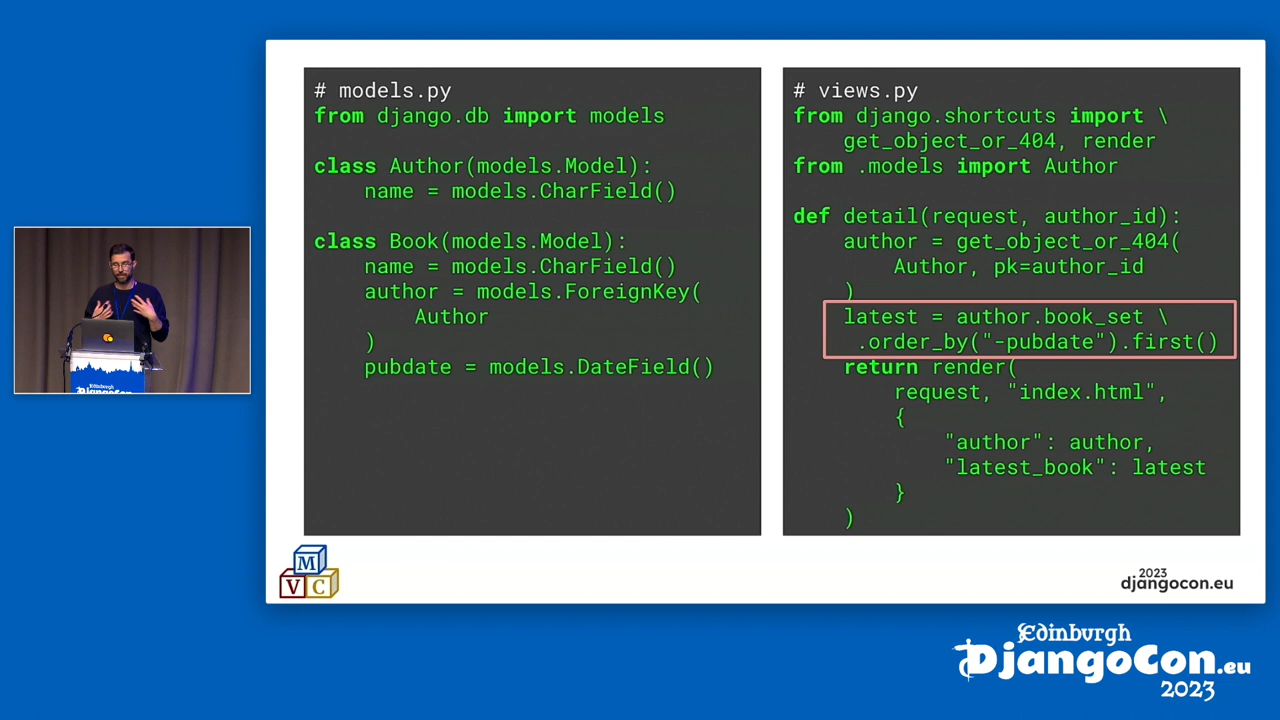 # models.py
from django.db import models
class Author(models.Model):
    name = models.CharField()
class Book(models.Model):
    name = models.CharField()
    author = models.ForeignKey(
        Author
    )
    pubdate = models.DateField()
# views.py
from django.shortcuts import \
    get_object_or_404, render
from .models import Author
def detail(request, author_id):
    author = get_object_or_404(
        Author, pk=author_id
    )
    latest = author.book_set \
     .order_by("-pubdate").first()
    return render(
        request, "index.html",
        {
            "author": author,
            "latest_book": latest
        }
    )
M
V C
2023
djangocon.eu
Edinburgh
DjangoCon
Edinburgh
DjangoCon.eu
2023